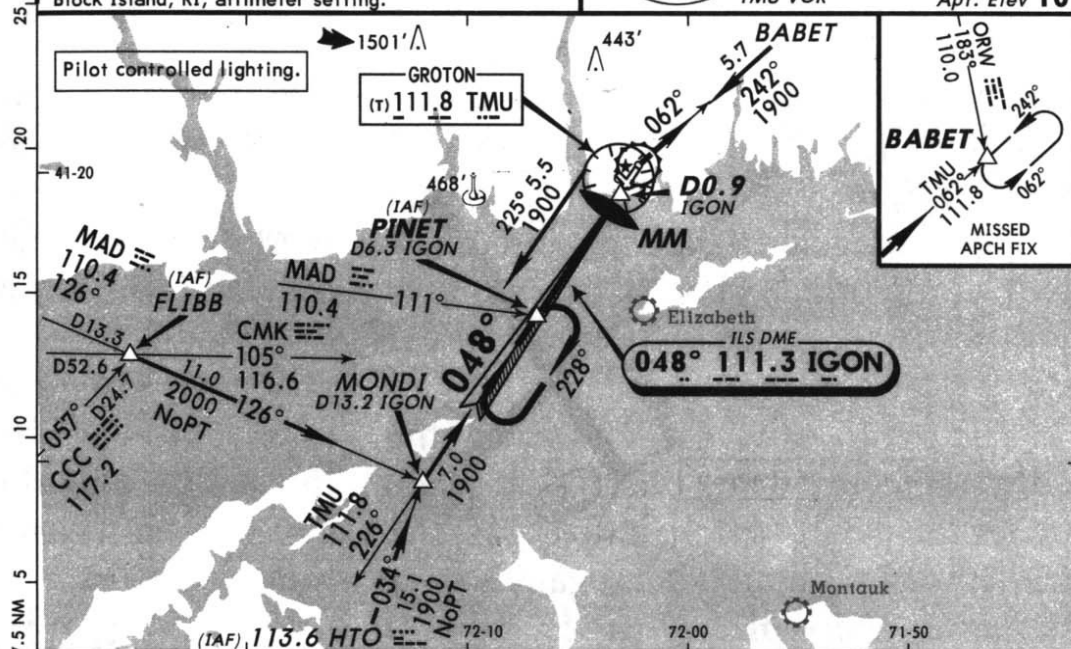 Block Island, RI, altimeter setting.
TMU VOR
Apt. Elev 10
25
Pilot controlled lighting.
1501'
443'
BABET
5.7
242°
1900
GROTON
(T) 111.8 TMU
062°
ORW
183°
110.0
242°
BABET
TMU
062°
111.8
062°
MISSED
APCH FIX
20
41-20
468'
225° 5.5
1900
D0.9
IGON
MM
(IAF)
PINET
D6.3 IGON
MAD
110.4
126°
(IAF)
FLIBB
MAD
110.4
111°
15
Elizabeth
ILS DME
048° 111.3 IGON
D13.3
CMK
105°
116.6
D52.6
11.0
2000
NoPT
126°
MONDI
D13.2 IGON
048°
228°
057°
D24.7
CCC
117.2
10
7.0
1900
TMU
111.8
226°
034°
15.1
1900
NoPT
5
Montauk
7.5 NM
(IAF) 113.6 HTO
72-10
72-00
71-50